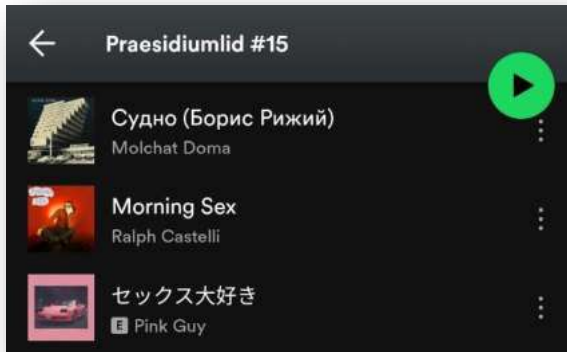 Praesidiumlid #15
Судно (Борис Рижий)
Molchat Doma
Morning Sex
Ralph Castelli
セックス大好き
E Pink Guy